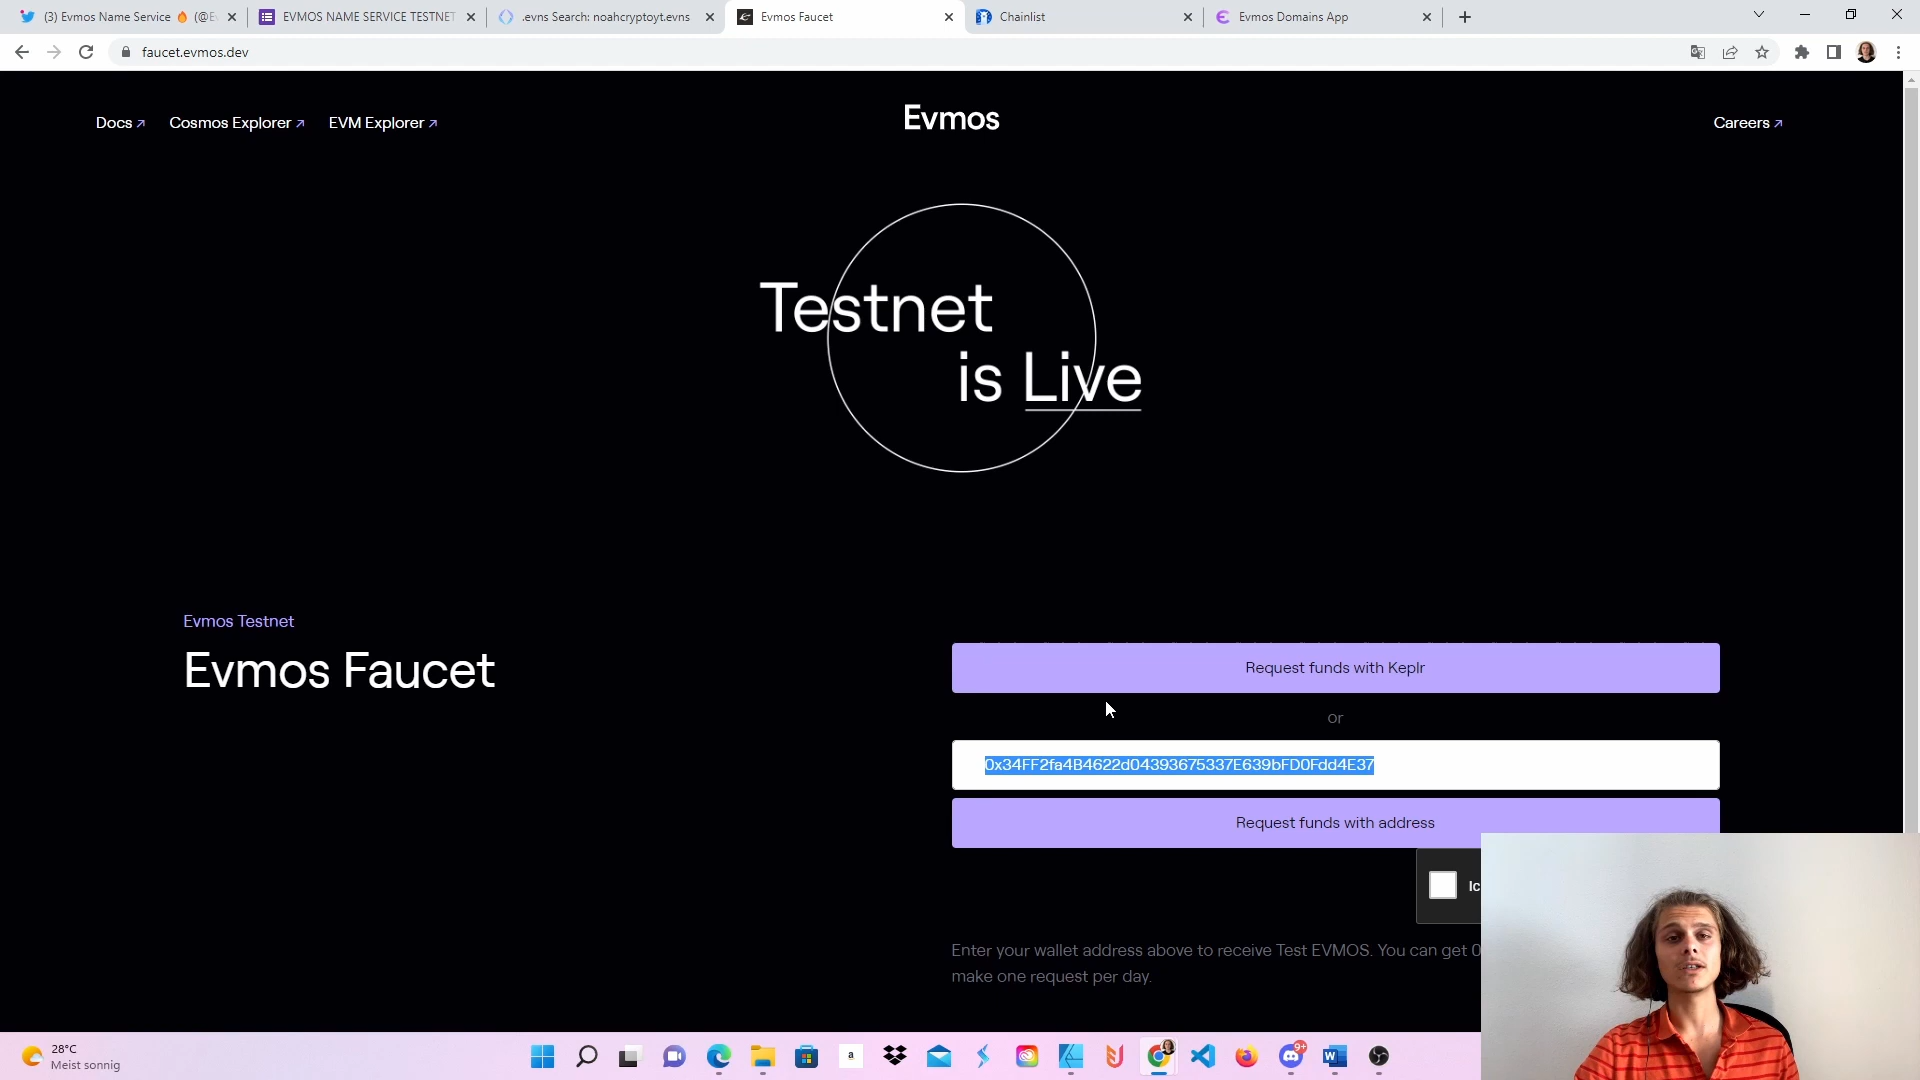 (3) Evmos Name Service 🔥 (@E
EVMOS NAME SERVICE TESTNET
.evns Search: noahcryptoyt.evns
Evmos Faucet
Chainlist
Evmos Domains App
faucet.evmos.dev
Docs ↗
Cosmos Explorer ↗
EVM Explorer ↗
Evmos
Careers ↗
Testnet
is Live
Evmos Testnet
Evmos Faucet
Request funds with Keplr
or
0x34FF2fa4B4622d04393675337E639bFD0Fdd4E37
Request funds with address
Ic
Enter your wallet address above to receive Test EVMOS. You can get 0
make one request per day.
28°C
Meist sonnig
a
9+